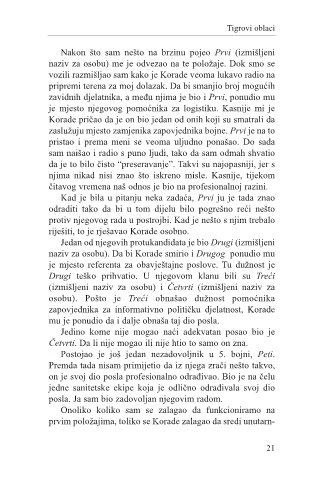 Tigrovi oblaci
Nakon što sam nešto na brzinu pojeo Prvi (izmišljeni
naziv za osobu) me je odvezao na te položaje. Dok smo se
vozili razmišljao sam kako je Korade veoma lukavo radio na
pripremi terena za moj dolazak. Da bi smanjio broj mogućih
zavidnih djelatnika, a među njima je bio i Prvi, ponudio mu
je mjesto njegovog pomoćnika za logistiku. Kasnije mi je
Korade pričao da je on bio jedan od onih koji su smatrali da
zaslužuju mjesto zamjenika zapovjednika bojne. Prvi je na to
pristao i prema meni se veoma uljudno ponašao. Do sada
sam naišao i radio s puno ljudi, tako da sam odmah shvatio
da je to bilo čisto “preseravanje”. Takvi su najopasniji, jer s
njima nikad nisi znao što iskreno misle. Kasnije, tijekom
čitavog vremena naš odnos je bio na profesionalnoj razini.
Kad je bila u pitanju neka zadaća, Prvi ju je tada znao
odraditi tako da bi u tom dijelu bilo pogrešno reći nešto
protiv njegovog rada u postrojbi. Kad je nešto s njim trebalo
riješiti, to je rješavao Korade osobno.
Jedan od njegovih protukandidata je bio Drugi (izmišljeni
naziv za osobu). Da bi Korade smirio i Drugog ponudio mu
je mjesto referenta za obavještajne poslove. Tu dužnost je
Drugi teško prihvatio. U njegovom klanu bili su Treći
(izmišljeni naziv za osobu) i Četvrti (izmišljeni naziv za
osobu). Pošto je Treći obnašao dužnost pomoćnika
zapovjednika za informativno političku djelatnost, Korade
mu je ponudio da i dalje obnaša taj dio posla.
Jedino kome nije mogao naći adekvatan posao bio je
Četvrti. Da li nije mogao ili nije htio to samo on zna.
Postojao je još jedan nezadovoljnik u 5. bojni, Peti.
Premda tada nisam primijetio da iz njega zrači nešto takvo,
on je svoj dio posla profesionalno odrađivao. Bio je na čelu
jedne sanitetske ekipe koja je odlično odrađivala svoj dio
posla. Ja sam bio zadovoljan njegovim radom.
Onoliko koliko sam se zalagao da funkcioniramo na
prvim položajima, toliko se Korade zalagao da sredi unutarn-
21